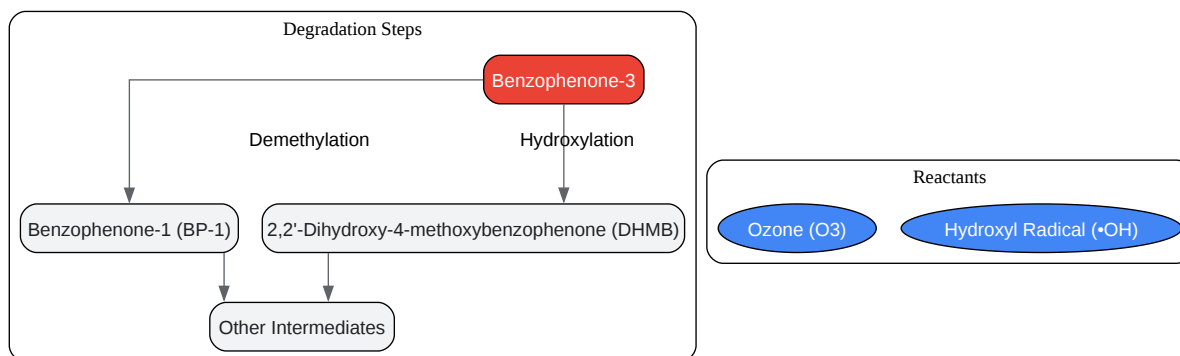 Degradation Steps
Benzophenone-3
Demethylation
Hydroxylation
Benzophenone-1 (BP-1)
2,2'-Dihydroxy-4-methoxybenzophenone (DHMB)
Other Intermediates
Reactants
Ozone (O3)
Hydroxyl Radical (•OH)